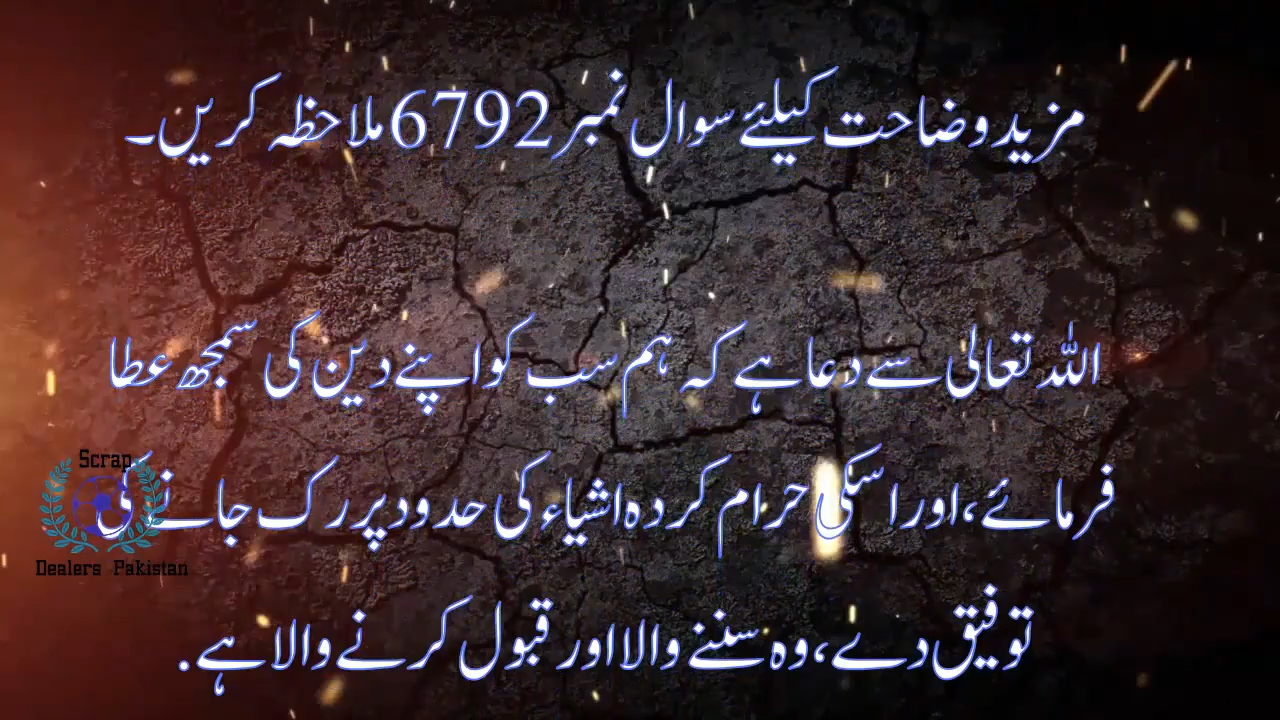 مزید وضاحت کیلئے سوال نمبر 6792 ملاحظہ کریں۔
اللہ تعالی سے دعا ہے کہ ہم سب کو اپنے دین کی سمجھ عطا
فرمائے، اور اسکی حرام کردہ اشیاء کی حدود پر رک جانے کی
توفیق دے، وہ سننے والا اور قبول کرنے والا ہے.
Scrap
Dealers Pakistan